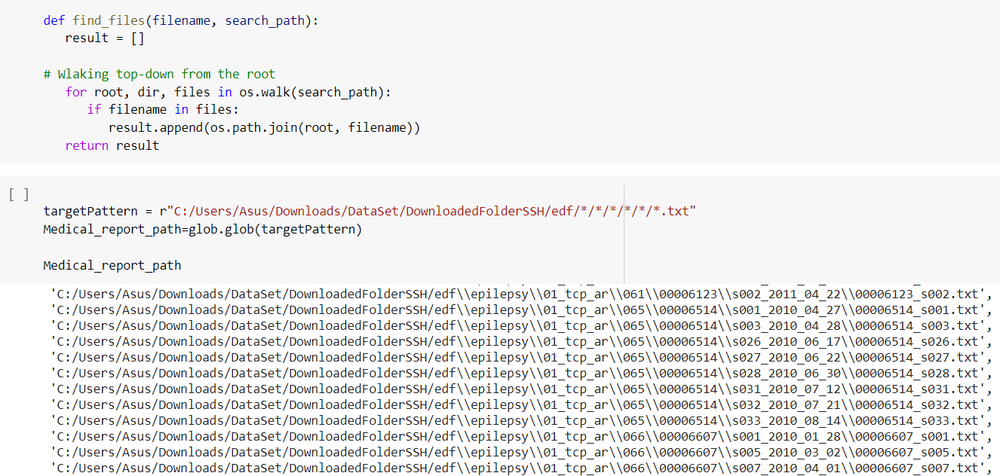 def find_files(filename, search_path):
result = []
# Wlaking top-down from the root
for root, dir, files in os.walk(search_path):
if filename in files:
result.append(os.path.join(root, filename))
return result
[ ]
targetPattern = r"C:/Users/Asus/Downloads/DataSet/DownloadedFolderSSH/edf/*/*/*/*/*/*.txt"
Medical_report_path=glob.glob(targetPattern)
Medical_report_path
'C:/Users/Asus/Downloads/DataSet/DownloadedFolderSSH/edf\\epilepsy\\01_tcp_ar\\061\\00006123\\s002_2011_04_22\\00006123_s002.txt',
'C:/Users/Asus/Downloads/DataSet/DownloadedFolderSSH/edf\\epilepsy\\01_tcp_ar\\065\\00006514\\s001_2010_04_27\\00006514_s001.txt',
'C:/Users/Asus/Downloads/DataSet/DownloadedFolderSSH/edf\\epilepsy\\01_tcp_ar\\065\\00006514\\s003_2010_04_28\\00006514_s003.txt',
'C:/Users/Asus/Downloads/DataSet/DownloadedFolderSSH/edf\\epilepsy\\01_tcp_ar\\065\\00006514\\s026_2010_06_17\\00006514_s026.txt',
'C:/Users/Asus/Downloads/DataSet/DownloadedFolderSSH/edf\\epilepsy\\01_tcp_ar\\065\\00006514\\s027_2010_06_22\\00006514_s027.txt',
'C:/Users/Asus/Downloads/DataSet/DownloadedFolderSSH/edf\\epilepsy\\01_tcp_ar\\065\\00006514\\s028_2010_06_30\\00006514_s028.txt',
'C:/Users/Asus/Downloads/DataSet/DownloadedFolderSSH/edf\\epilepsy\\01_tcp_ar\\065\\00006514\\s031_2010_07_12\\00006514_s031.txt',
'C:/Users/Asus/Downloads/DataSet/DownloadedFolderSSH/edf\\epilepsy\\01_tcp_ar\\065\\00006514\\s032_2010_07_21\\00006514_s032.txt',
'C:/Users/Asus/Downloads/DataSet/DownloadedFolderSSH/edf\\epilepsy\\01_tcp_ar\\065\\00006514\\s033_2010_08_14\\00006514_s033.txt',
'C:/Users/Asus/Downloads/DataSet/DownloadedFolderSSH/edf\\epilepsy\\01_tcp_ar\\066\\00006607\\s001_2010_01_28\\00006607_s001.txt',
'C:/Users/Asus/Downloads/DataSet/DownloadedFolderSSH/edf\\epilepsy\\01_tcp_ar\\066\\00006607\\s005_2010_03_02\\00006607_s005.txt',
'C:/Users/Asus/Downloads/DataSet/DownloadedFolderSSH/edf\\epilepsy\\01_tcp_ar\\066\\00006607\\s007_2010_04_01\\00006607_s007.txt',